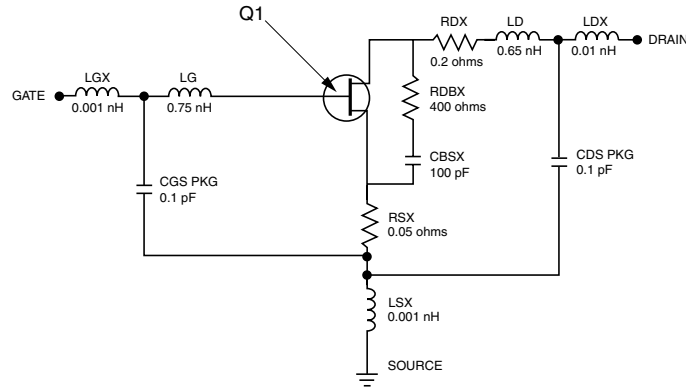 Q1
RDX
0.2 ohms
LD
0.65 nH
LDX
0.01 nH
DRAIN
GATE
LGX
0.001 nH
LG
0.75 nH
RDBX
400 ohms
CBSX
100 pF
CGS PKG
0.1 pF
CDS PKG
0.1 pF
RSX
0.05 ohms
LSX
0.001 nH
SOURCE